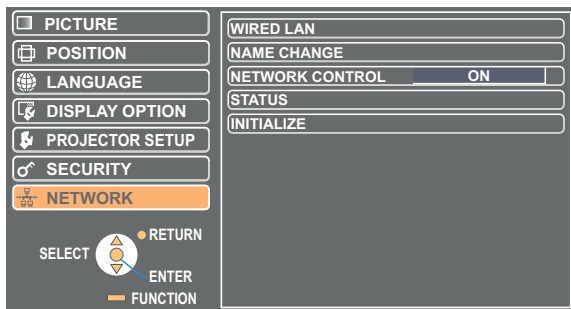 PICTURE
POSITION
LANGUAGE
DISPLAY OPTION
PROJECTOR SETUP
SECURITY
NETWORK
SELECT
RETURN
ENTER
FUNCTION
WIRED LAN
NAME CHANGE
NETWORK CONTROL ON
STATUS
INITIALIZE